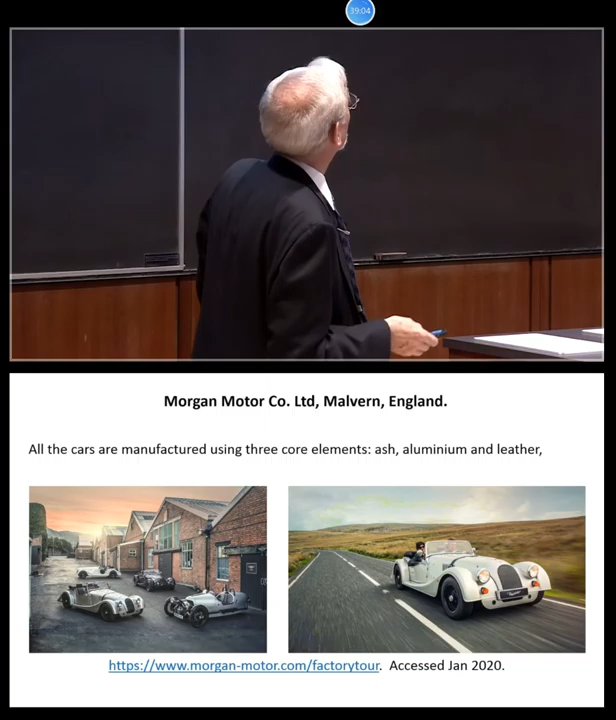 39:04
Morgan Motor Co. Ltd, Malvern, England.
All the cars are manufactured using three core elements: ash, aluminium and leather,
https://www.morgan-motor.com/factorytour. Accessed Jan 2020.